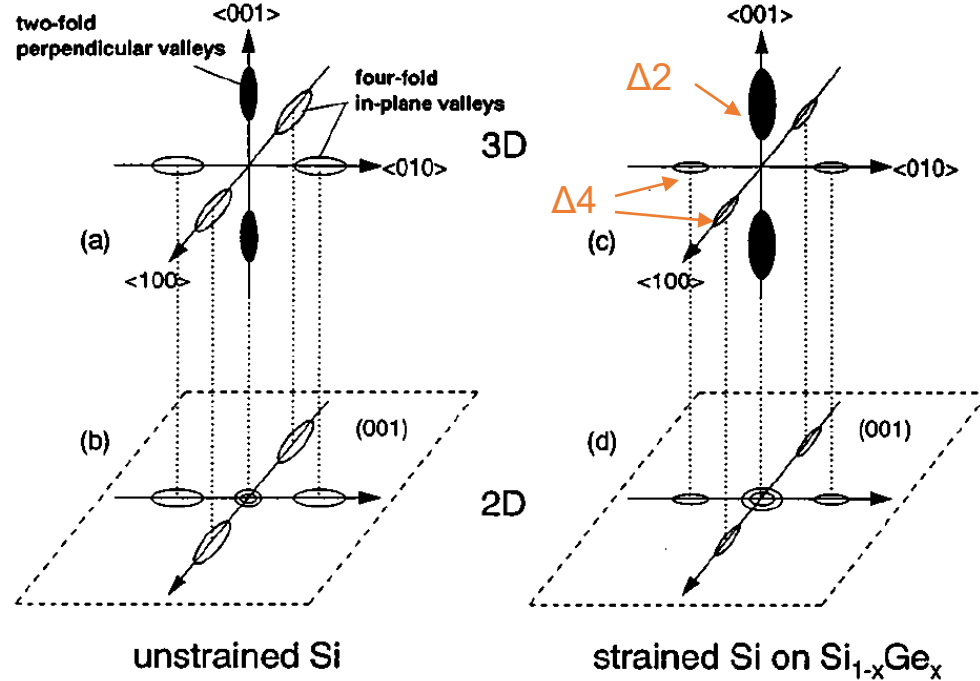 <001>
two-fold
perpendicular valleys
four-fold
in-plane valleys
<010>
(a)
<100>
3D
<001>
Δ2
Δ4
<010>
(c)
<100>
(b)
(001)
2D
(d)
(001)
unstrained Si
strained Si on Si₁₋ₓGeₓ